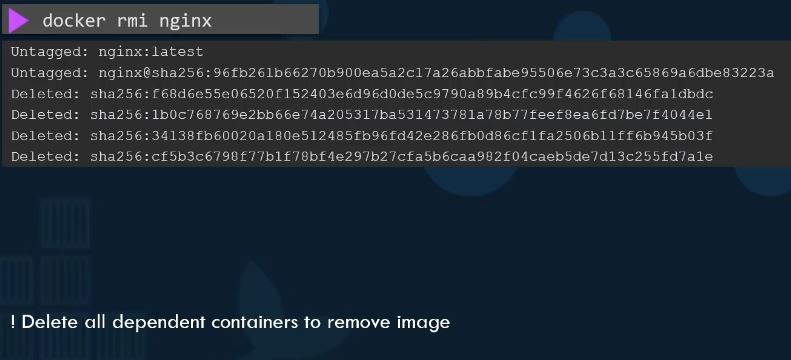 docker rmi nginx
Untagged: nginx:latest
Untagged: nginx@sha256:96fb261b66270b900ea5a2c17a26abbfabe95506e73c3a3c65869a6dbe83223a
Deleted: sha256:f68d6e55e06520f152403e6d96d0de5c9790a89b4cfc99f4626f68146fa1dbdc
Deleted: sha256:1b0c768769e2bb66e74a205317ba531473781a78b77feef8ea6fd7be7f4044e1
Deleted: sha256:34138fb60020a180e512485fb96fd42e286fb0d86cf1fa2506b11ff6b945b03f
Deleted: sha256:cf5b3c6798f77b1f78bf4e297b27cfa5b6caa982f04caeb5de7d13c255fd7a1e
! Delete all dependent containers to remove image